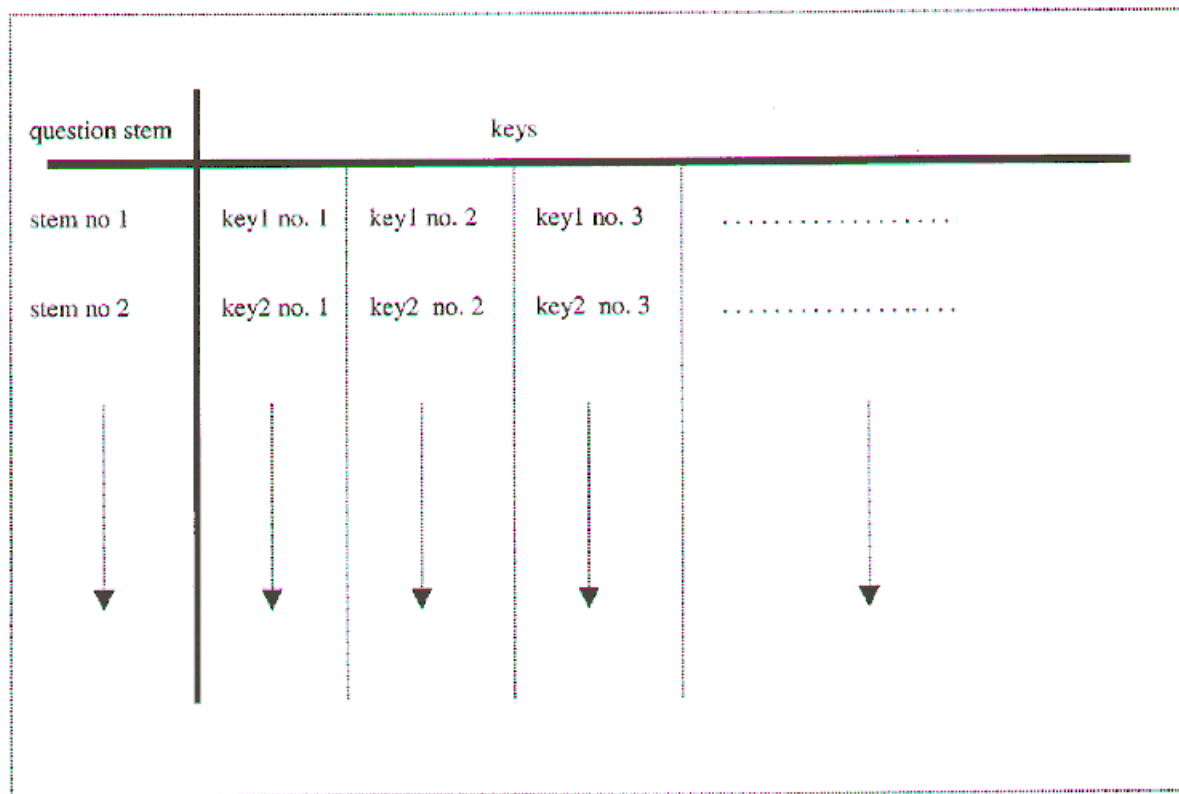 question stem keys
stem no 1 key1 no. 1 key1 no. 2 key1 no. 3 ..................
stem no 2 key2 no. 1 key2 no. 2 key2 no. 3 ..................